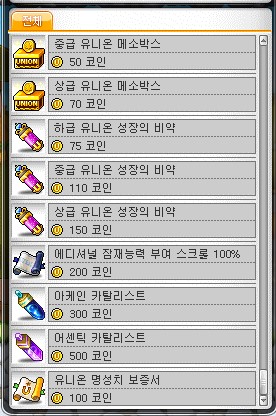 전체
중급 유니온 메소박스
UNION
50 코인
상급 유니온 메소박스
UNION
70 코인
하급 유니온 성장의 비약
75 코인
중급 유니온 성장의 비약
110 코인
상급 유니온 성장의 비약
150 코인
에디셔널 잠재능력 부여 스크롤 100%
200 코인
아케인 카탈리스트
300 코인
어센틱 카탈리스트
500 코인
유니온 명성치 보증서
100 코인